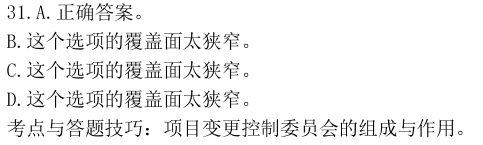 31.A.正确答案。
B.这个选项的覆盖面太狭窄。
C.这个选项的覆盖面太狭窄。
D.这个选项的覆盖面太狭窄。
考点与答题技巧：项目变更控制委员会的组成与作用。